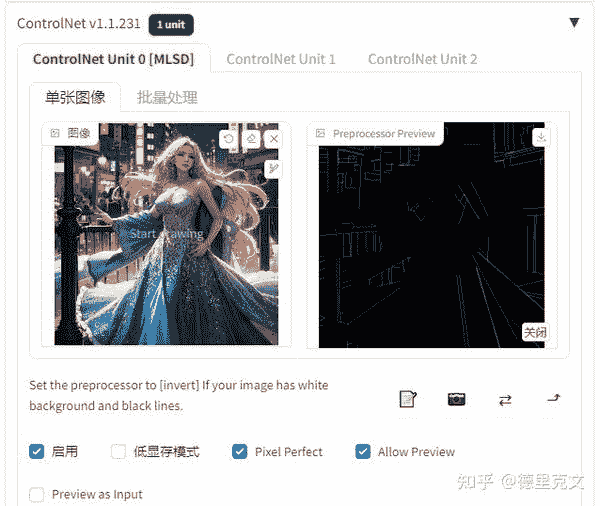 ControlNet v1.1.231 1 unit
ControlNet Unit 0 [MLSD] ControlNet Unit 1 ControlNet Unit 2
单张图像 批量处理
图像 Preprocessor Preview
Start drawing
关闭
Set the preprocessor to [invert] If your image has white
background and black lines.
启用 低显存模式 Pixel Perfect Allow Preview
Preview as Input
知乎 @德里克文